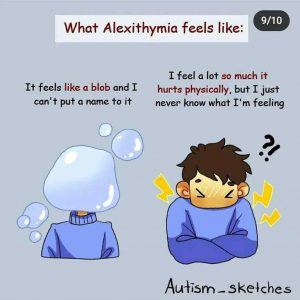 9/10
What Alexithymia feels like:
It feels like a blob and I
can't put a name to it
I feel a lot so much it
hurts physically, but I just
never know what I'm feeling
??
Autism_sketches